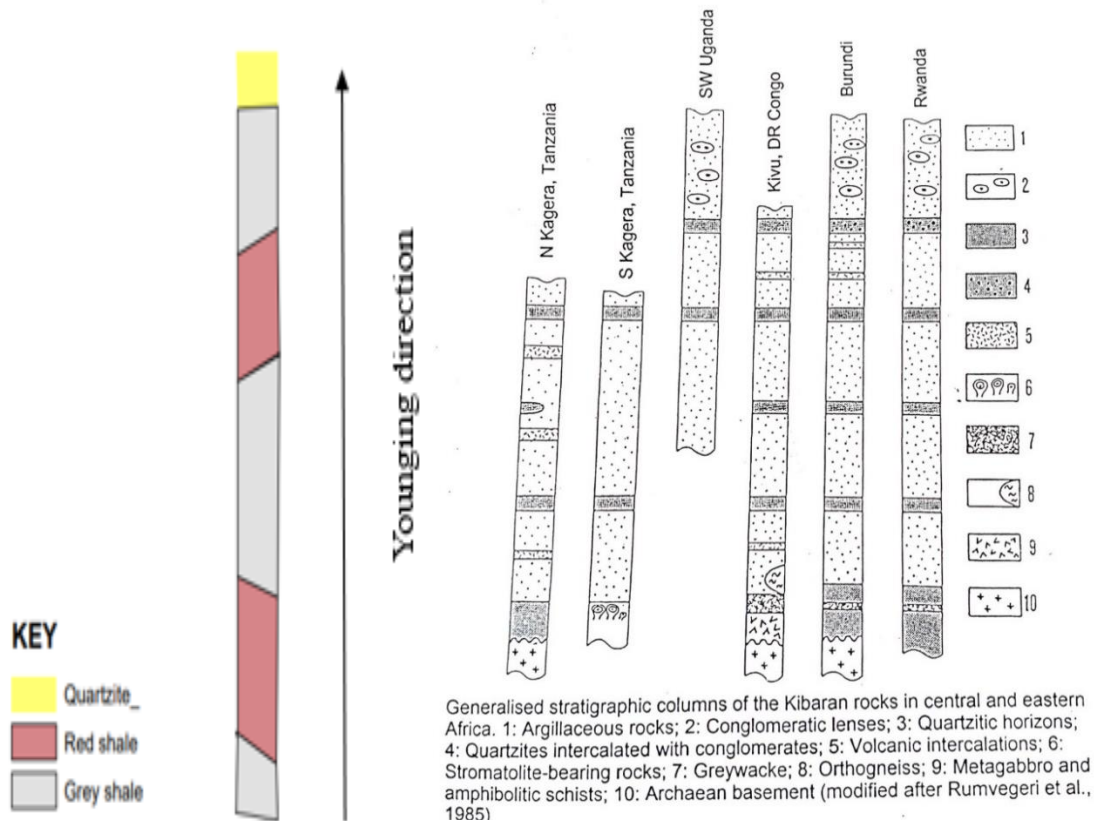 KEY
Quartzite_
Red shale
Grey shale
Younging direction
N Kagera, Tanzania
S Kagera, Tanzania
SW Uganda
Kivu, DR Congo
Burundi
Rwanda
1
2
3
4
5
6
7
8
9
10
Generalised stratigraphic columns of the Kibaran rocks in central and eastern
Africa. 1: Argillaceous rocks; 2: Conglomeratic lenses; 3: Quartzitic horizons;
4: Quartzites intercalated with conglomerates; 5: Volcanic intercalations; 6:
Stromatolite-bearing rocks; 7: Greywacke; 8: Orthogneiss; 9: Metagabbro and
amphibolitic schists; 10: Archaean basement (modified after Rumvegeri et al.,
1985)